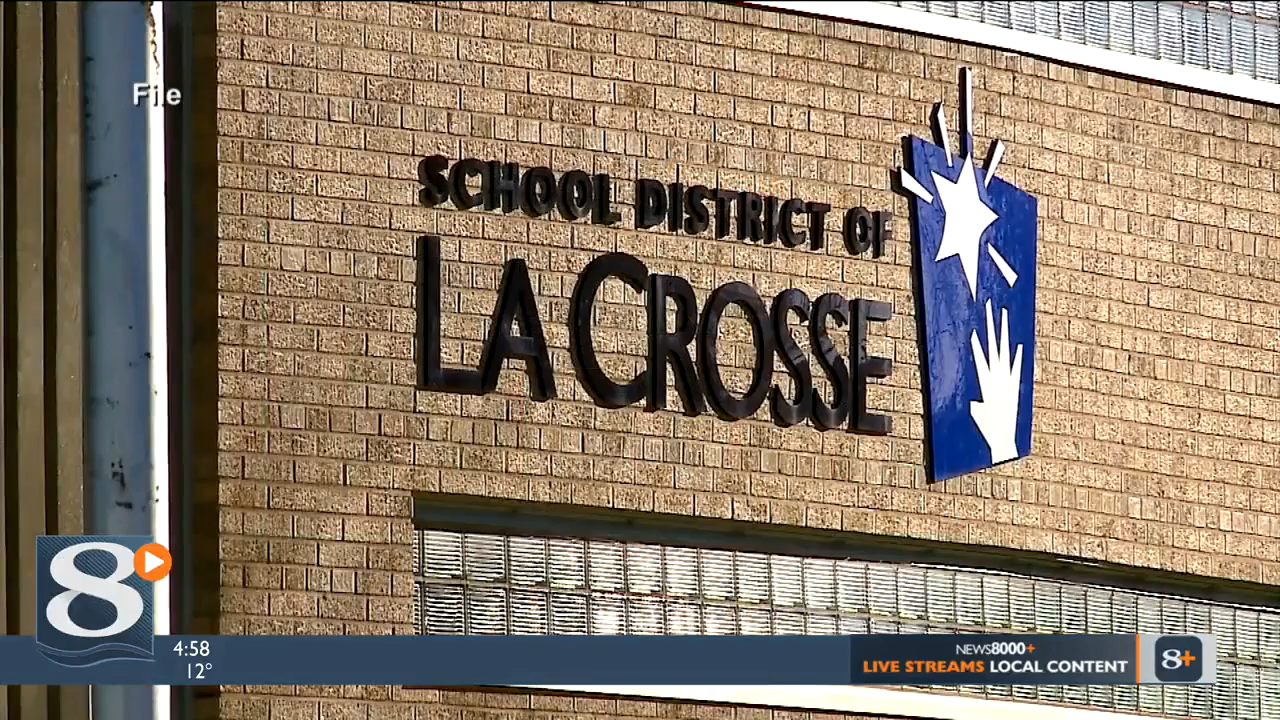 File
SCHOOL DISTRICT OF
LA CROSSE
8
4:58
12°
NEWS8000+
LIVE STREAMS LOCAL CONTENT
8+